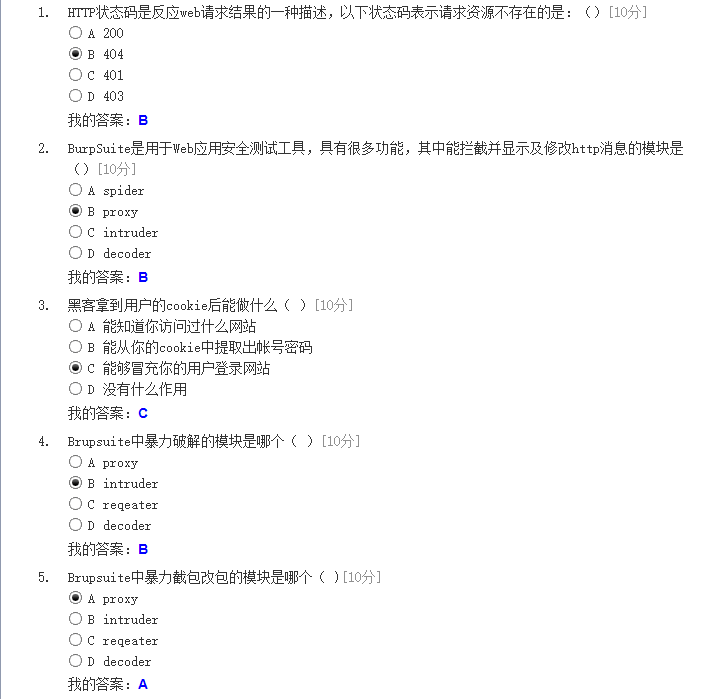 1. HTTP状态码是反应web请求结果的一种描述，以下状态码表示请求资源不存在的是：（）[10分]
A 200
B 404
C 401
D 403
我的答案：B
2. BurpSuite是用于Web应用安全测试工具，具有很多功能，其中能拦截并显示及修改http消息的模块是
（）[10分]
A spider
B proxy
C intruder
D decoder
我的答案：B
3. 黑客拿到用户的cookie后能做什么（ ）[10分]
A 能知道你访问过什么网站
B 能从你的cookie中提取出帐号密码
C 能够冒充你的用户登录网站
D 没有什么作用
我的答案：C
4. Brupsuite中暴力破解的模块是哪个（ ）[10分]
A proxy
B intruder
C reqeater
D decoder
我的答案：B
5. Brupsuite中暴力截包改包的模块是哪个（ )[10分]
A proxy
B intruder
C reqeater
D decoder
我的答案：A